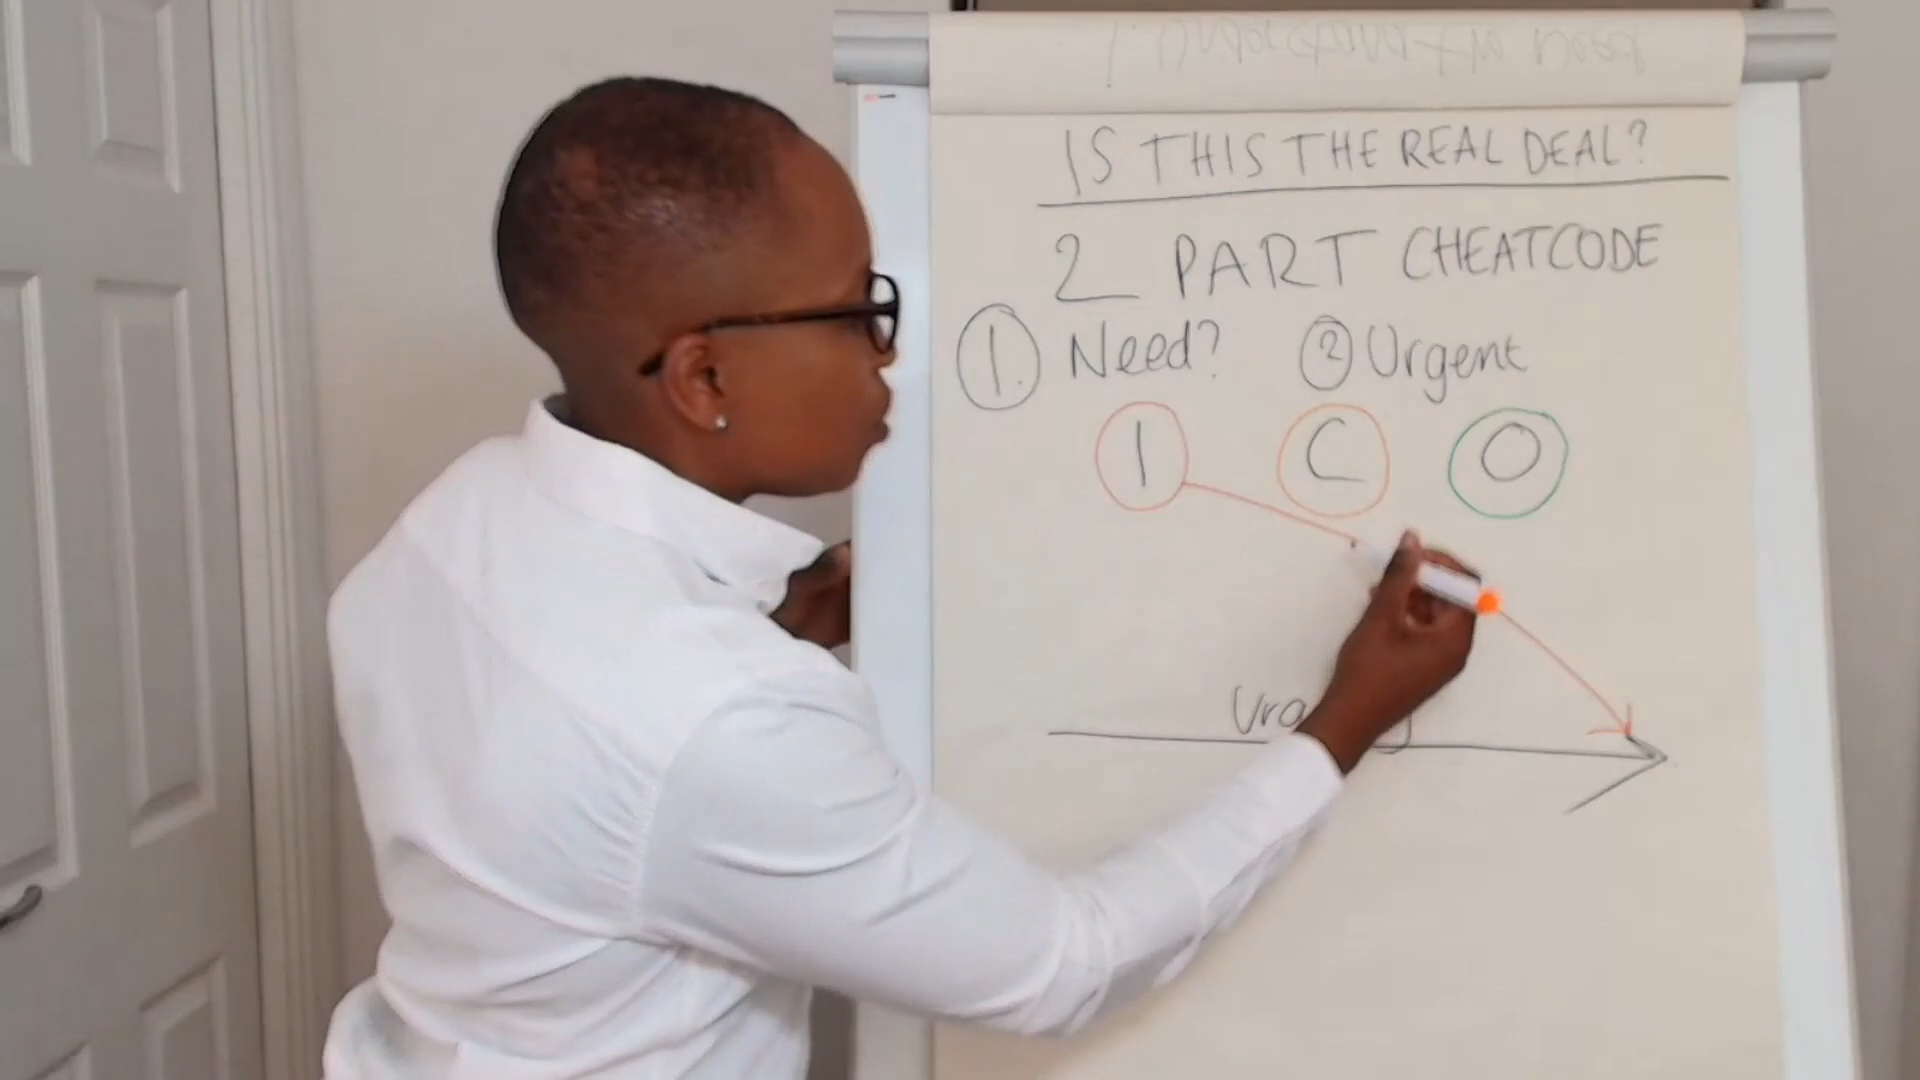 IS THIS THE REAL DEAL?
2 PART CHEATCODE
1. Need? 2 Urgent
I C O